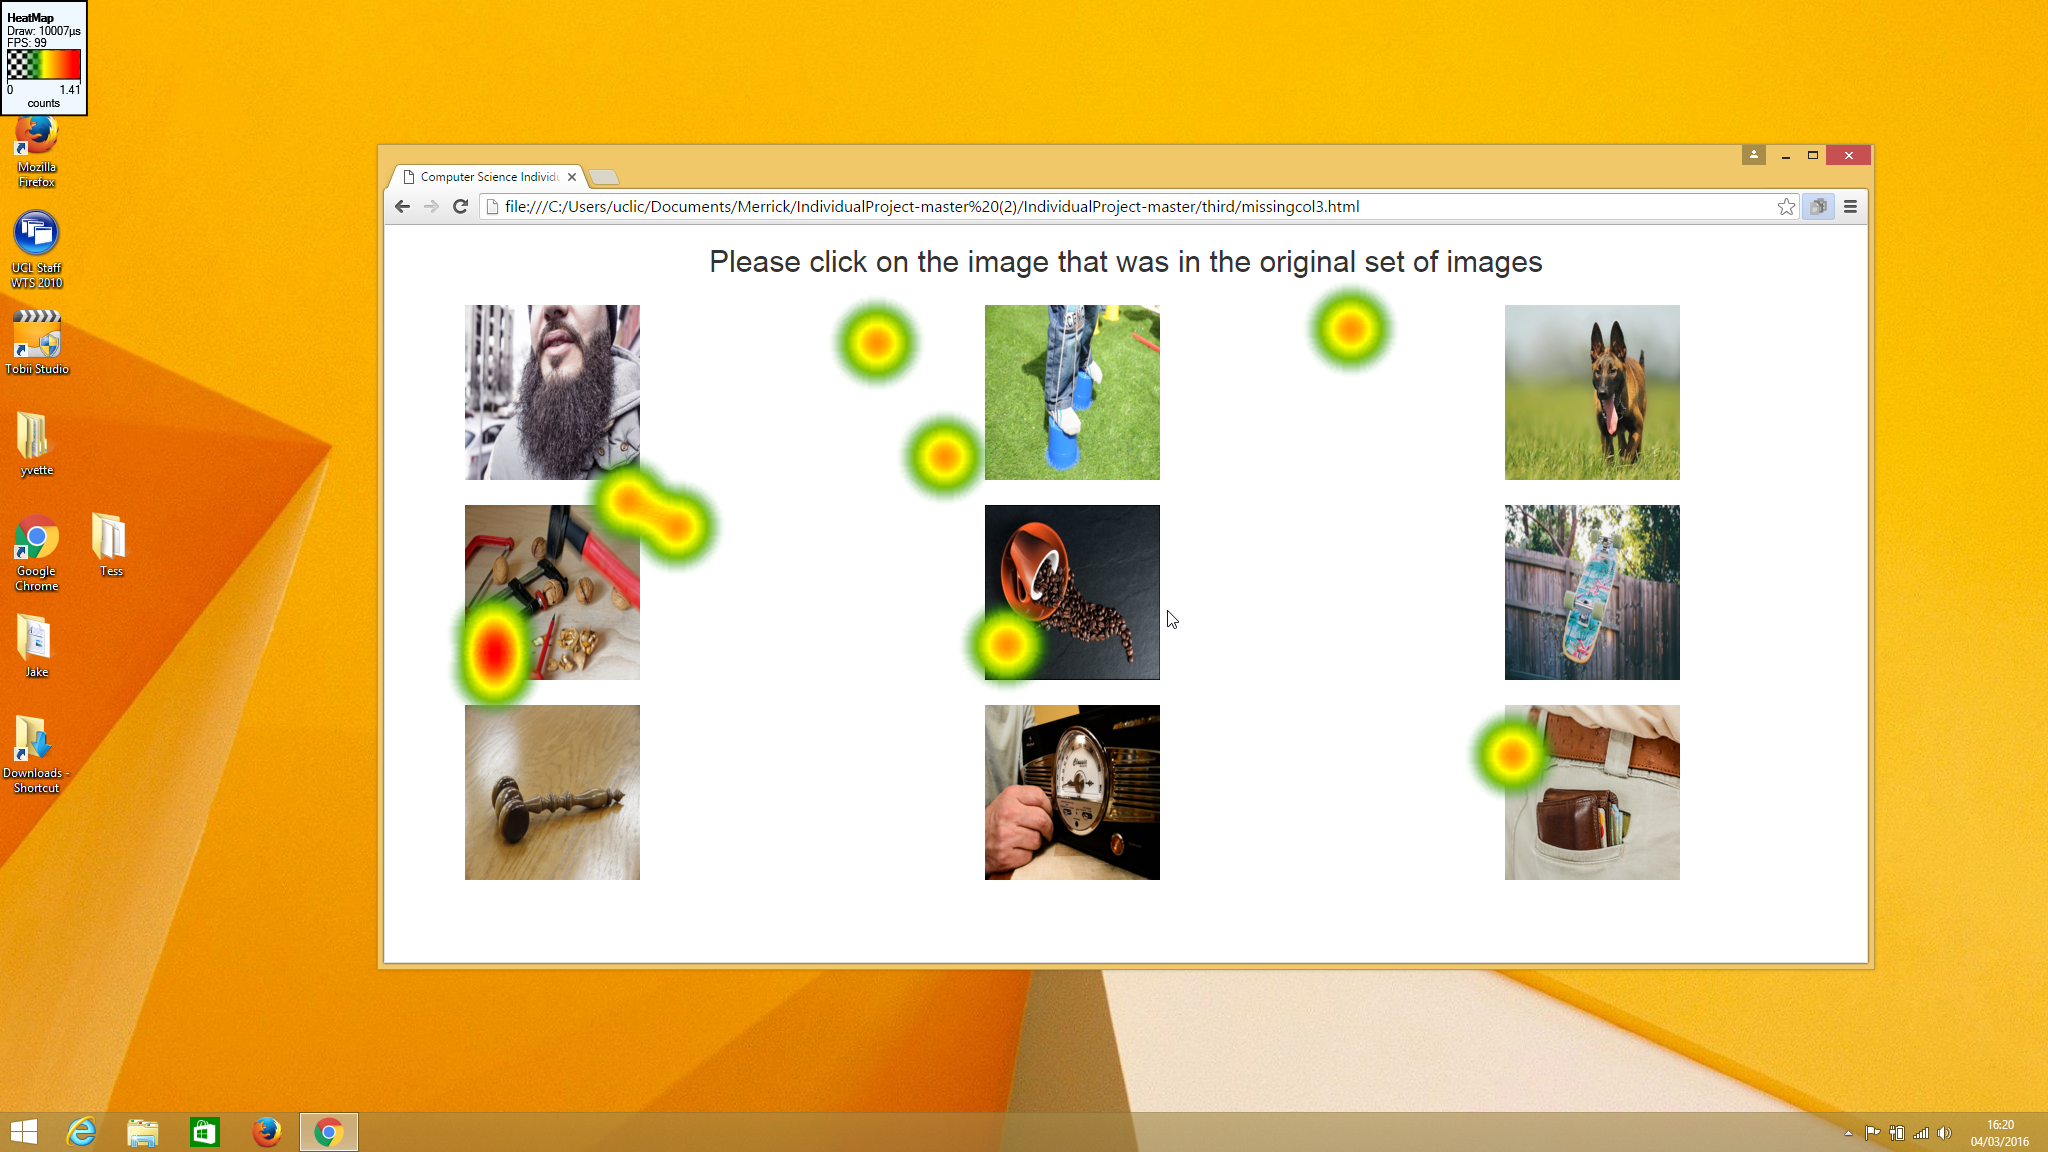 HeatMap
Draw: 10007µs
FPS: 99
0 1.41
counts
Mozilla
Firefox
UCL Staff
WTS 2010
Tobii Studio
yvette
Google
Chrome
Tess
Jake
Downloads -
Shortcut
Computer Science Individu
file:///C:/Users/uclic/Documents/Merrick/IndividualProject-master%20(2)/IndividualProject-master/third/missingcol3.html
Please click on the image that was in the original set of images
Classic
16:20
04/03/2016